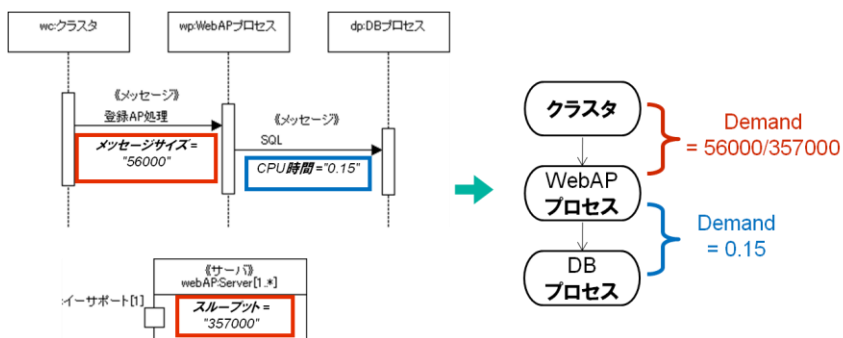 wc:クラスタ
wp:WebAPプロセス
dp:DBプロセス
《メッセージ》
登録AP処理
メッセージサイズ=
"56000"
《メッセージ》
SQL
CPU時間="0.15"
《サーバ》
webAP:Server[1..*]
スループット=
"357000"
イーサポート[1]
クラスタ
WebAP
プロセス
DB
プロセス
Demand
= 56000/357000
Demand
= 0.15